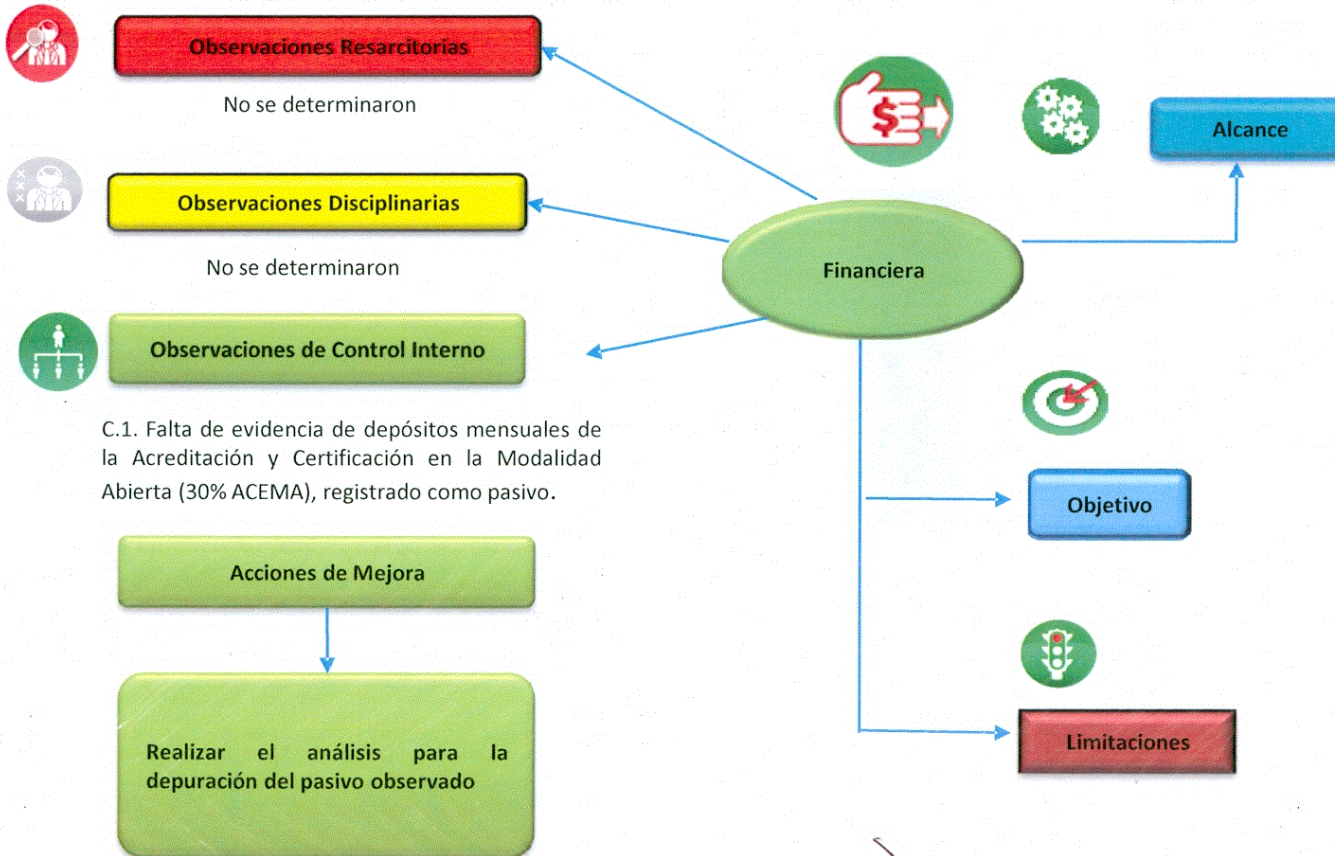 Observaciones Resarcitorias
No se determinaron
Observaciones Disciplinarias
No se determinaron
Observaciones de Control Interno
C.1. Falta de evidencia de depósitos mensuales de
la Acreditación y Certificación en la Modalidad
Abierta (30% ACEMA), registrado como pasivo.
Acciones de Mejora
Realizar el análisis para la
depuración del pasivo observado
$
Alcance
Financiera
Objetivo
Limitaciones